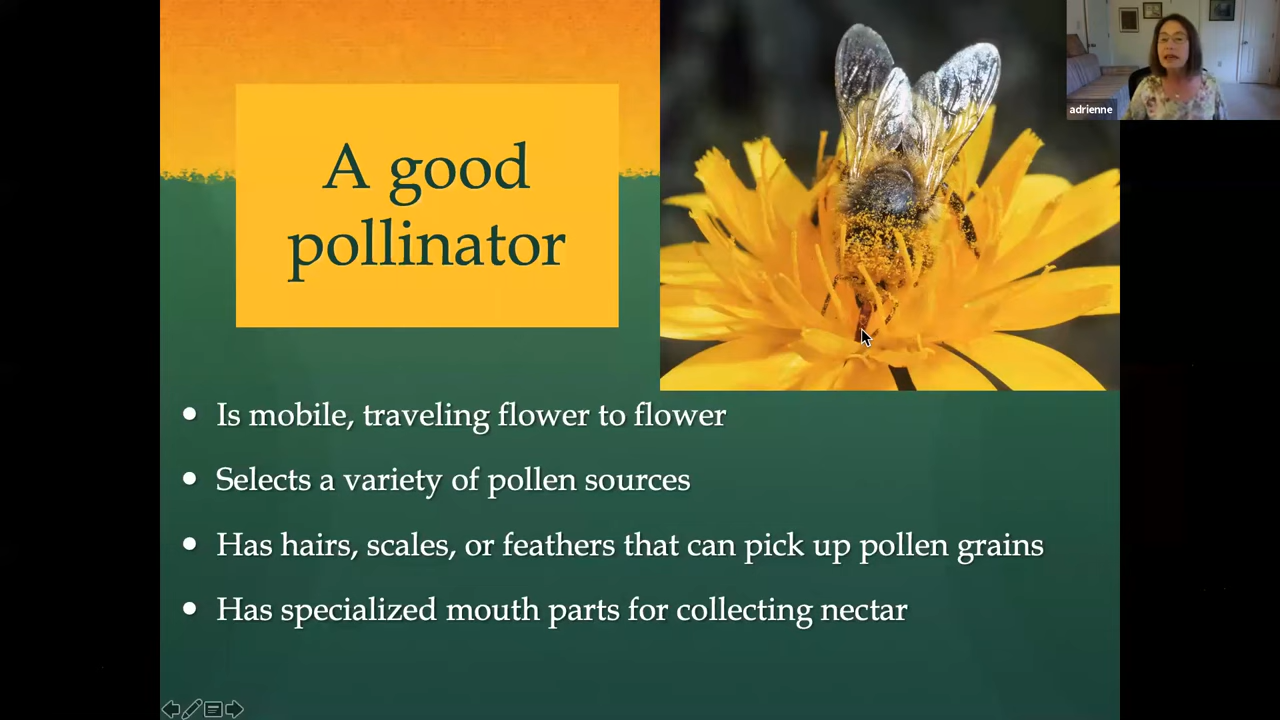 A good
pollinator
adrienne
• Is mobile, traveling flower to flower
• Selects a variety of pollen sources
• Has hairs, scales, or feathers that can pick up pollen grains
• Has specialized mouth parts for collecting nectar